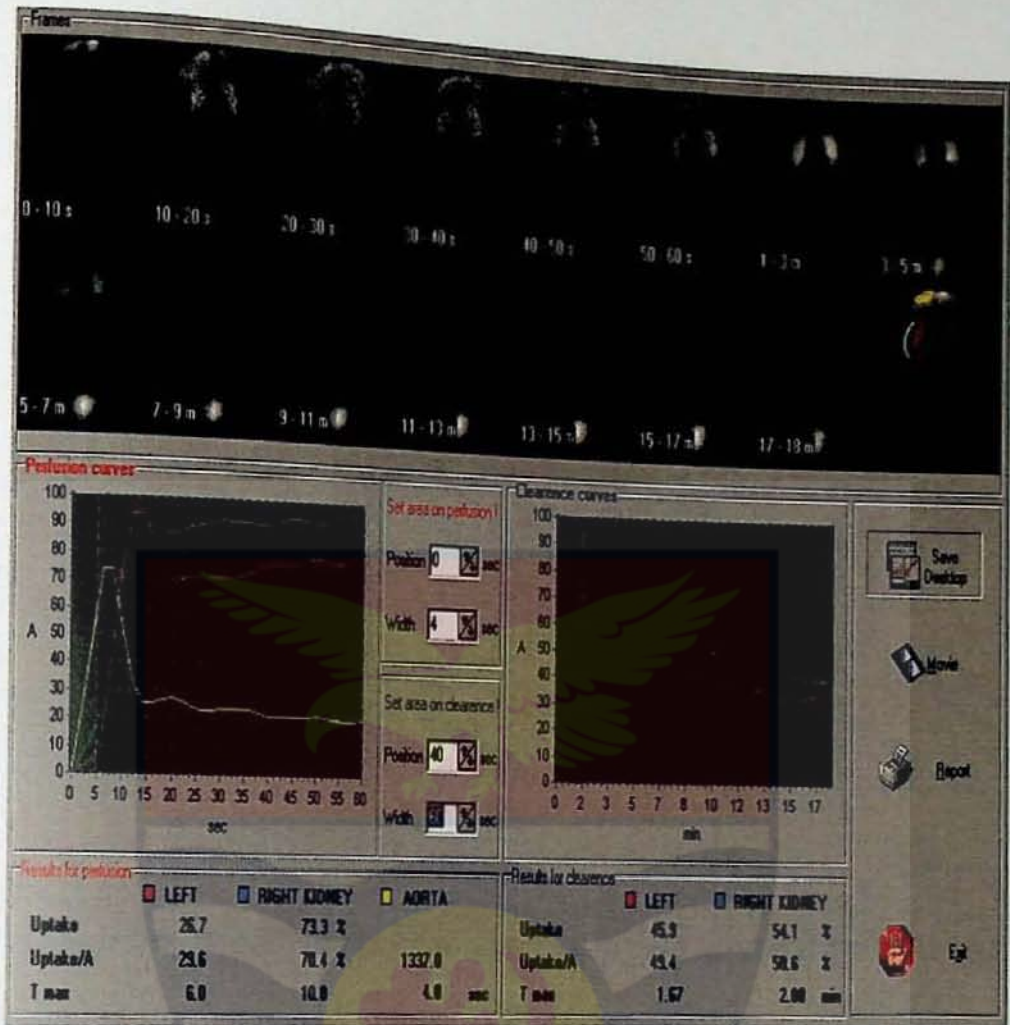 Frames
0 - 10 s
10 - 20 s
20 - 30 s
30 - 40 s
40 - 50 s
50 - 60 s
1 - 3 m
3 - 5 m
5 - 7 m
7 - 9 m
9 - 11 m
11 - 13 m
13 - 15 m
15 - 17 m
17 - 18 m
Perfusion curves
100
90
80
70
60
A 50
40
30
20
10
0
0 5 10 15 20 25 30 35 40 45 50 55 60
sec
Set area on perfusion !
Position 0 % sec
Width 4 % sec
Set area on clearence !
Position 40 % sec
Width % sec
Clearence curves
100
90
80
70
60
A 50
40
30
20
10
0
0 2 3 5 7 8 10 12 13 15 17
min
Save
Desktop
Movie
Report
Exit
Results for perfusion
LEFT RIGHT KIDNEY AORTA
Uptake 26.7 73.3 %
Uptake/A 29.6 70.4 % 1337.0
T max 6.0 10.0 4.0 sec
Results for clearence
LEFT RIGHT KIDNEY
Uptake 45.9 54.1 %
Uptake/A 49.4 50.6 %
T max 1.67 2.00 min